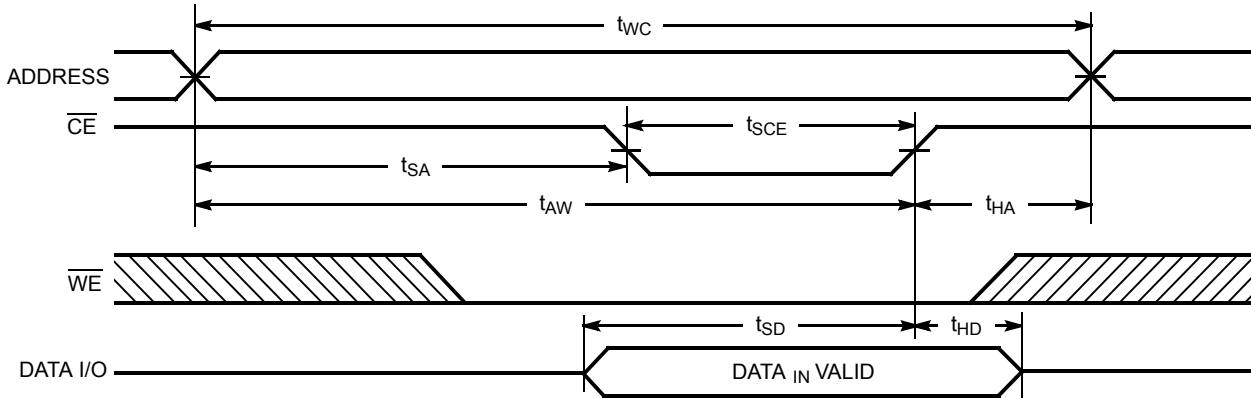 tWC
ADDRESS
CE
tSCE
tSA
tAW
tHA
WE
tSD
tHD
DATA I/O
DATA IN VALID